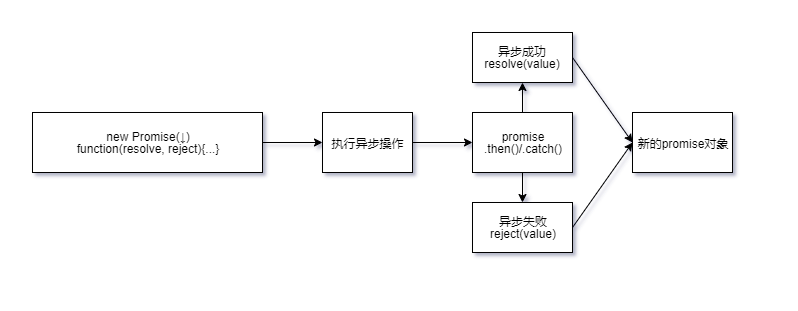 new Promise(↓)
function(resolve, reject){...}
执行异步操作
异步成功
resolve(value)
promise
.then()/.catch()
异步失败
reject(value)
新的promise对象